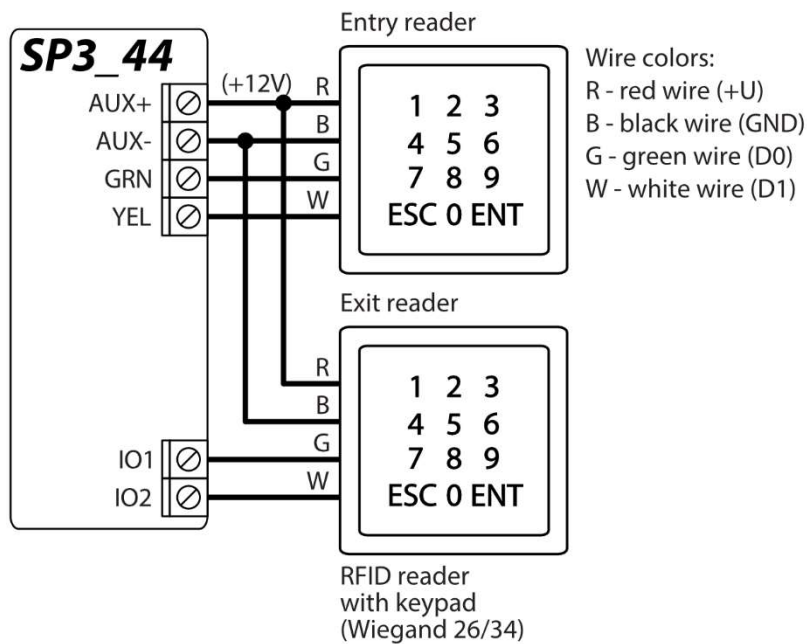 Entry reader
SP3_44
AUX+
AUX-
GRN
YEL
(+12V)
R
B
G
W
1 2 3
4 5 6
7 8 9
ESC 0 ENT
Wire colors:
R - red wire (+U)
B - black wire (GND)
G - green wire (D0)
W - white wire (D1)
Exit reader
IO1
IO2
R
B
G
W
1 2 3
4 5 6
7 8 9
ESC 0 ENT
RFID reader
with keypad
(Wiegand 26/34)